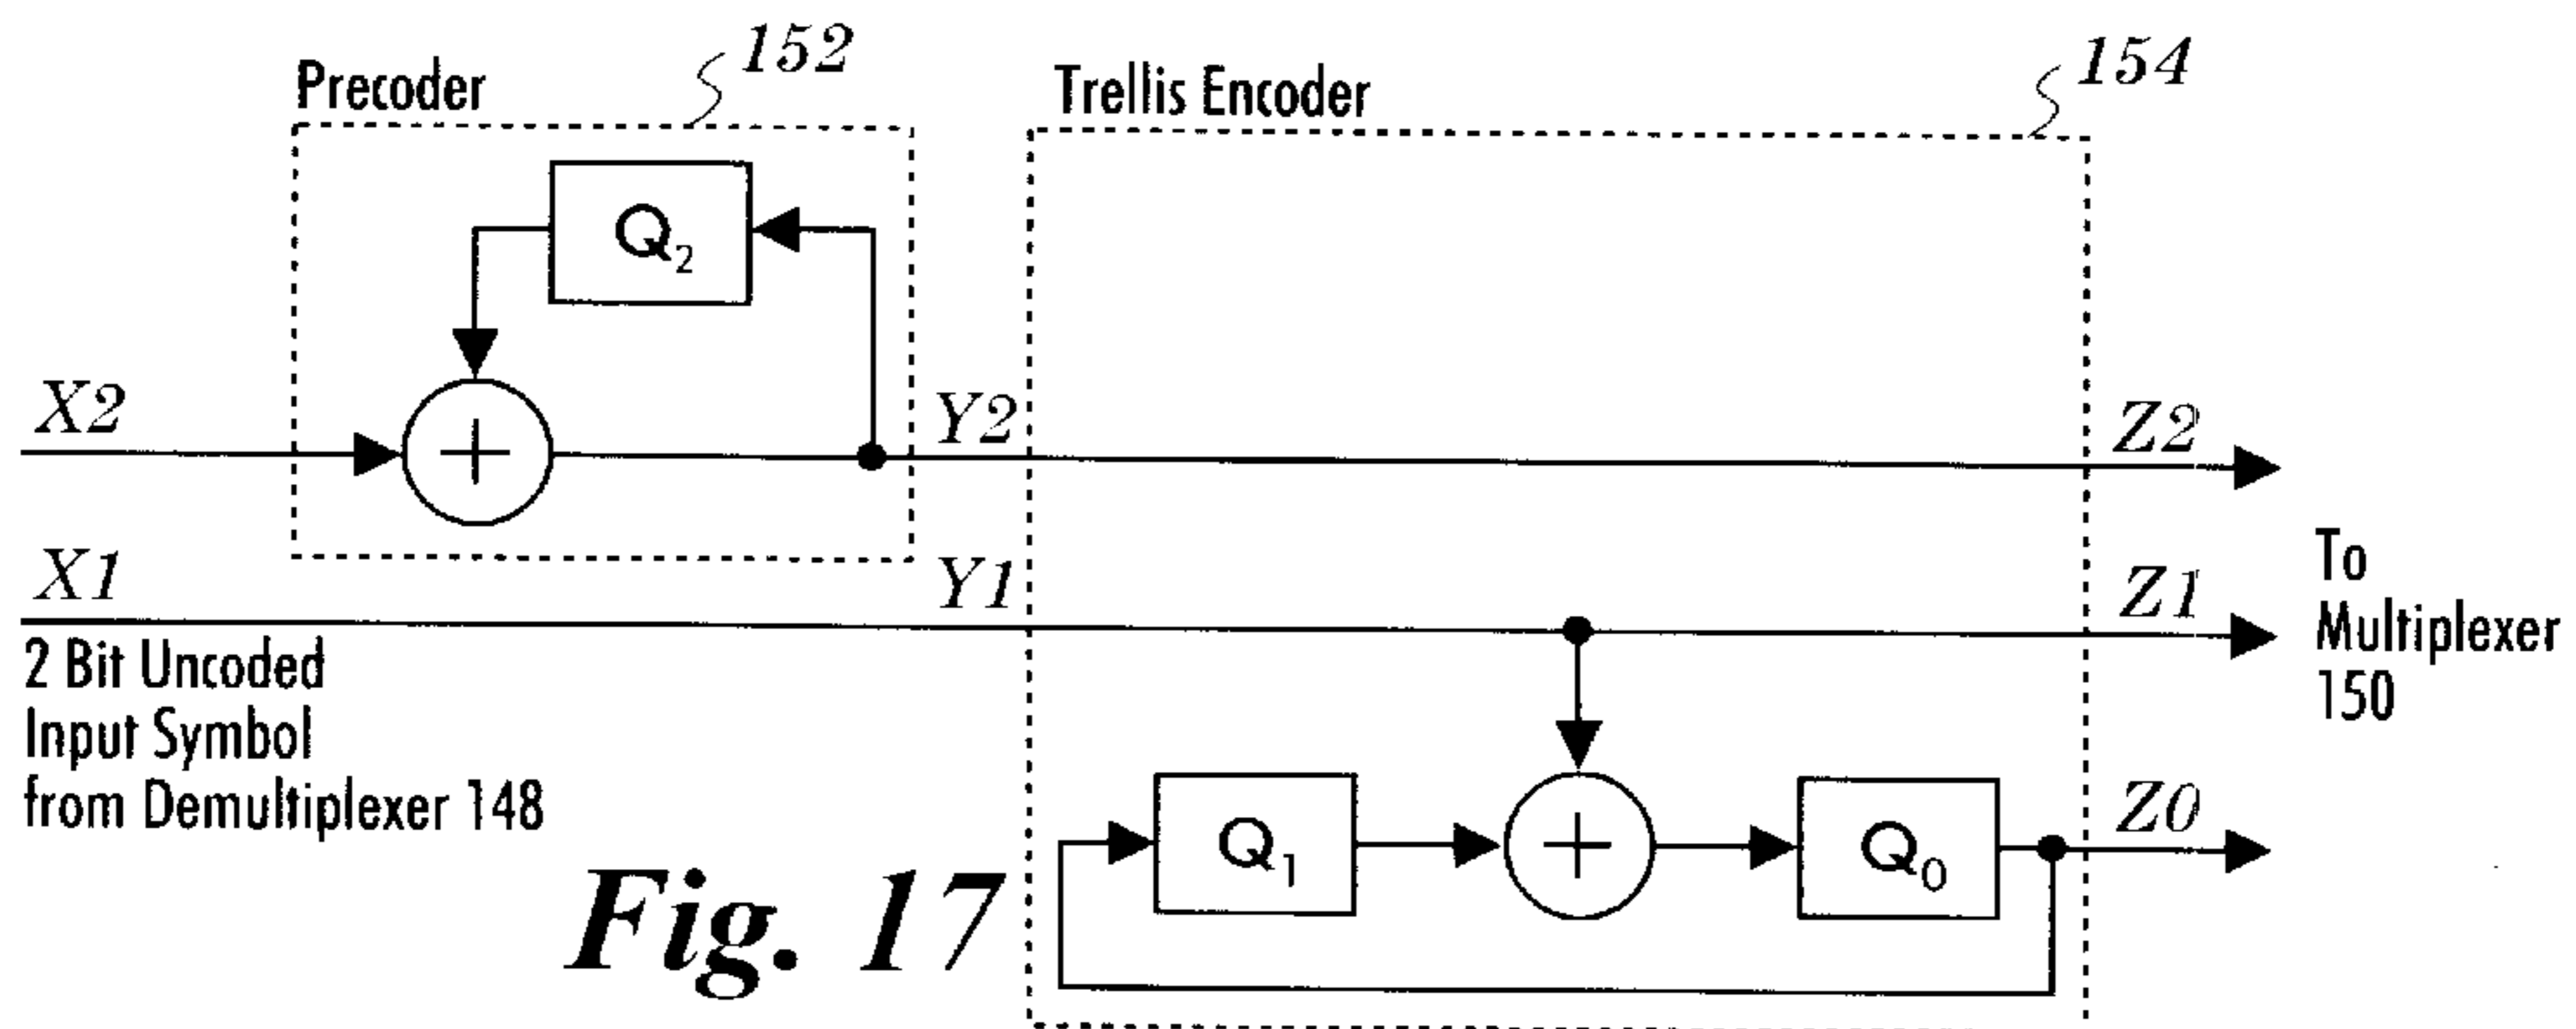 152
Precoder
Trellis Encoder
154
Q2
X2
+
Y2
Z2
X1
Y1
Z1
2 Bit Uncoded
Input Symbol
from Demultiplexer 148
To
Multiplexer
150
Q1
+
Q0
Z0
Fig. 17